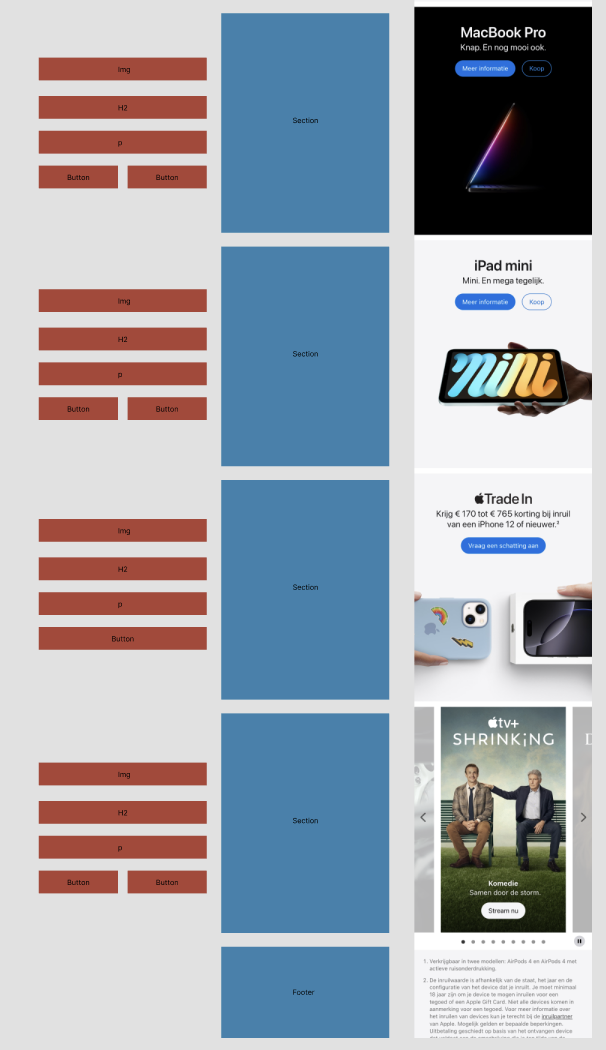 Img
H2
p
Button Button
Section
MacBook Pro
Knap. En nog mooi ook.
Meer informatie Koop
Img
H2
p
Button Button
Section
iPad mini
Mini. En mega tegelijk.
Meer informatie Koop
mini
Img
H2
p
Button
Section
Trade In
Krijg € 170 tot € 765 korting bij inruil
van een iPhone 12 of nieuwer.³
Vraag een schatting aan
Img
H2
p
Button Button
Section
tv+
SHRINKiNG
Komedie
Samen door de storm.
Stream nu
Footer
1. Verkrijgbaar in twee modellen: AirPods 4 en AirPods 4 met
actieve ruisonderdrukking.
2. De inruilwaarde is afhankelijk van de staat, het jaar en de
configuratie van het device dat je inruilt. Je moet minimaal
18 jaar zijn om je device te mogen inruilen voor een
tegoed of een Apple Gift Card. Niet alle devices komen in
aanmerking voor een tegoed. Voor meer informatie over
het inruilen van devices kun je terecht bij de inruilpartner
van Apple. Mogelijk gelden er bepaalde beperkingen.
Uitbetaling geschiedt op basis van het ontvangen device